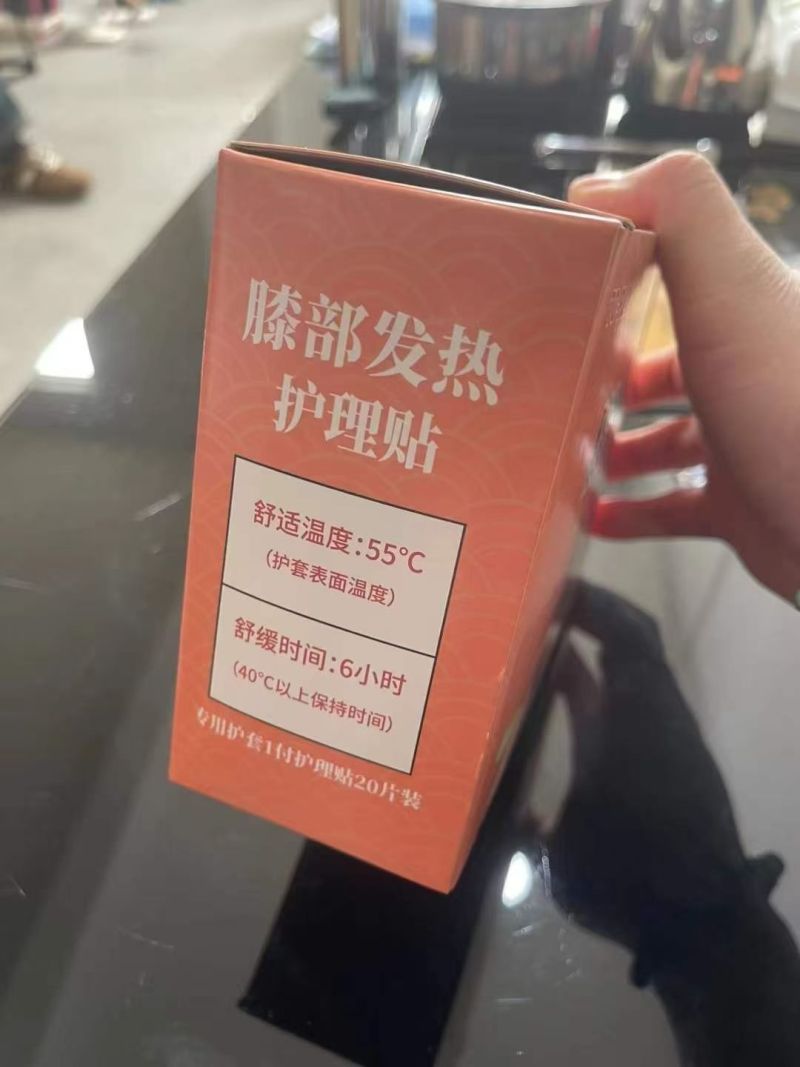 膝部发热
护理贴
舒适温度:55℃
(护套表面温度)
舒缓时间:6小时
(40℃以上保持时间)
专用护套1付护理贴20片装